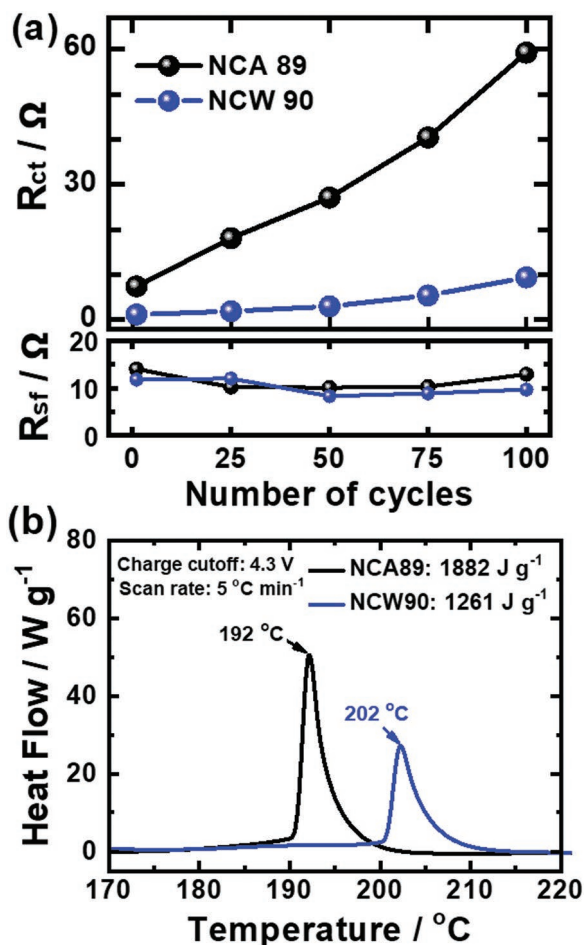 (a)
60
30
0
R_ct / Ω
NCA 89
NCW 90
20
10
0
R_sf / Ω
0 25 50 75 100
Number of cycles
(b)
80
60
40
20
0
Heat Flow / W g⁻¹
Charge cutoff: 4.3 V
Scan rate: 5 °C min⁻¹
NCA89: 1882 J g⁻¹
NCW90: 1261 J g⁻¹
192 °C
202 °C
170 180 190 200 210 220
Temperature / °C